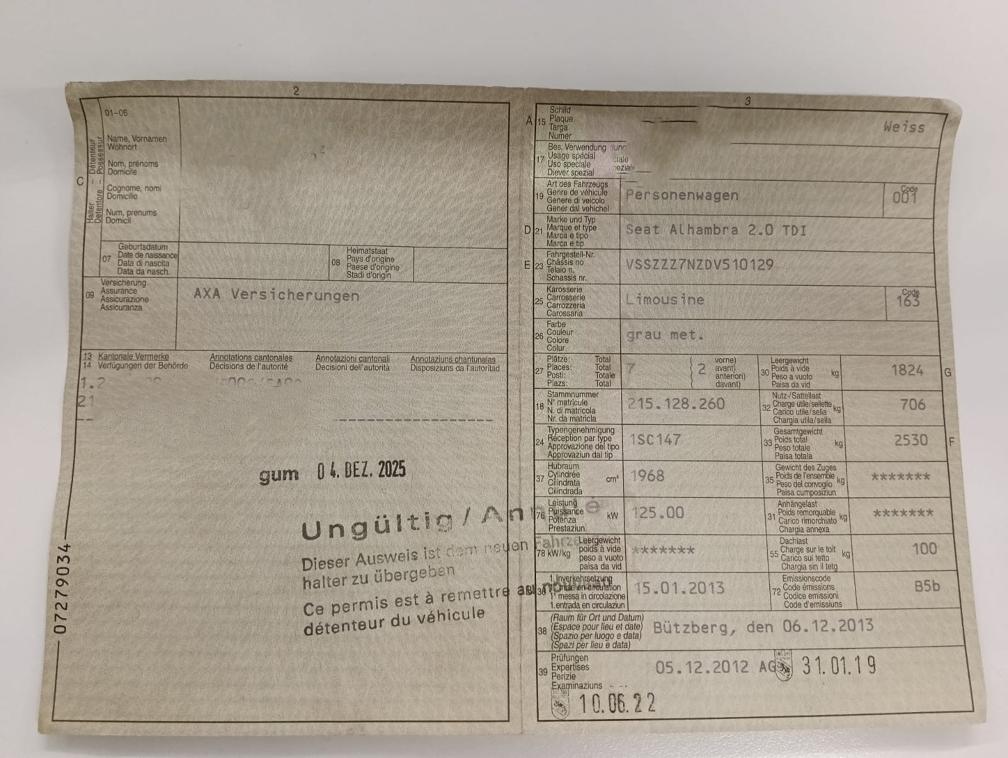 2
01-06
C
Halter
Détenteur
Detentore
Possessur
Name, Vornamen
Wohnort
Nom, prénoms
Domicile
Cognome, nomi
Domicilio
Num, prenums
Domicil
07 Geburtsdatum
Date de naissance
Data di nascita
Data da nasch.
08 Heimatstaat
Pays d'origine
Paese d'origine
Stadi d'origin
09 Versicherung
Assurance
Assicurazione
Assicuranza
AXA Versicherungen
13 Kantonale Vermerke Annotations cantonales Annotazioni cantonali Annotaziuns chantunalas
14 Verfügungen der Behörde Décisions de l'autorité Decisioni dell'autorità Disposiziuns da l'autoritad
gum 04. DEZ. 2025
Ungültig / Annulé
Dieser Ausweis ist dem neuen Fahrzeug-
halter zu übergeben
Ce permis est à remettre au nouveau
détenteur du véhicule
07279034
3
A 15 Schild
Plaque
Targa
Numer
Weiss
17 Bes. Verwendung
Usage spécial
Uso speciale
Diever spezial
19 Art des Fahrzeugs
Genre de véhicule
Genere di veicolo
Gener dal vehichel
Personenwagen
Code
001
D 21 Marke und Typ
Marque et type
Marca e tipo
Marca e tip
Seat Alhambra 2.0 TDI
E 23 Fahrgestell-Nr.
Châssis no
Telaio n.
Schassis nr.
VSSZZZ7NZDV510129
25 Karosserie
Carrosserie
Carrozzeria
Carossaria
Limousine
Code
163
26 Farbe
Couleur
Colore
Colur
grau met.
27 Plätze: Total
Places: Total
Posti: Totale
Plazs: Total
7
2
vorne)
avant)
anteriori)
davant)
30 Leergewicht
Poids à vide
Peso a vuoto
Paisa da vid
kg
1824
G
18 Stammnummer
N° matricule
N. di matricola
Nr. da matricla
215.128.260
32 Nutz-/Sattellast
Charge utile/sellette
Carico utile/sella
Chargia utila/sella
kg
706
24 Typengenehmigung
Réception par type
Approvazione del tipo
Approvaziun dal tip
1SC147
33 Gesamtgewicht
Poids total
Peso totale
Paisa totala
kg
2530
F
37 Hubraum
Cylindrée
Cilindrata
Cilindrada
cm³
1968
35 Gewicht des Zuges
Poids de l'ensemble
Peso del convoglio
Paisa cumposiziun
kg
*******
76 Leistung
Puissance
Potenza
Prestaziun
kW
125.00
31 Anhängelast
Poids remorquable
Carico rimorchiato
Chargia annexa
kg
*******
78 kW/kg
Leergewicht
poids à vide
peso a vuoto
paisa da vid
*******
55 Dachlast
Charge sur le toit
Carico sul tetto
Chargia sin il tetg
kg
100
B 36 1. Inverkehrsetzung
1ʳᵉ mise en circulation
1ᵃ messa in circolazione
1. entrada en circulaziun
15.01.2013
72 Emissionscode
Code émissions
Codice emissioni
Code d'emissiuns
B5b
38 (Raum für Ort und Datum)
(Espace pour lieu et date)
(Spazio per luogo e data)
(Spazi per lieu e data)
Bützberg, den 06.12.2013
39 Prüfungen
Expertises
Perizie
Examinaziuns
05.12.2012 AG 31.01.19
10.06.22